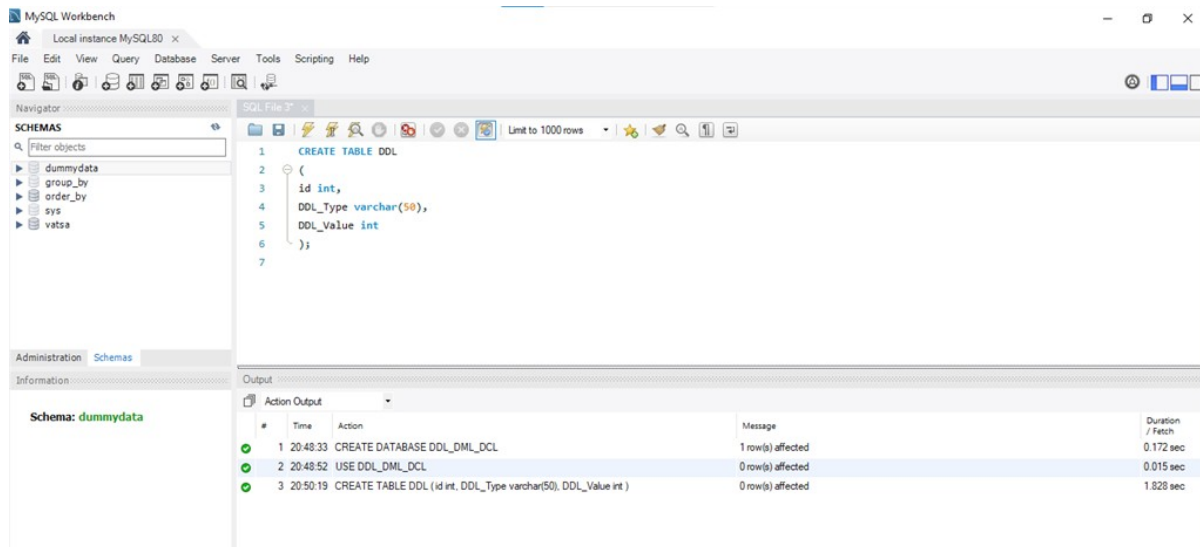 MySQL Workbench
Local instance MySQL80 ×
File Edit View Query Database Server Tools Scripting Help
Navigator
SQL File 3* ×
SCHEMAS
Filter objects
dummydata
group_by
order_by
sys
vatsa
Limit to 1000 rows
1 CREATE TABLE DDL
2 (
3 id int,
4 DDL_Type varchar(50),
5 DDL_Value int
6 );
7
Administration Schemas
Information
Schema: dummydata
Output
Action Output
# Time Action Message Duration / Fetch
1 20:48:33 CREATE DATABASE DDL_DML_DCL 1 row(s) affected 0.172 sec
2 20:48:52 USE DDL_DML_DCL 0 row(s) affected 0.015 sec
3 20:50:19 CREATE TABLE DDL ( id int, DDL_Type varchar(50), DDL_Value int ) 0 row(s) affected 1.828 sec